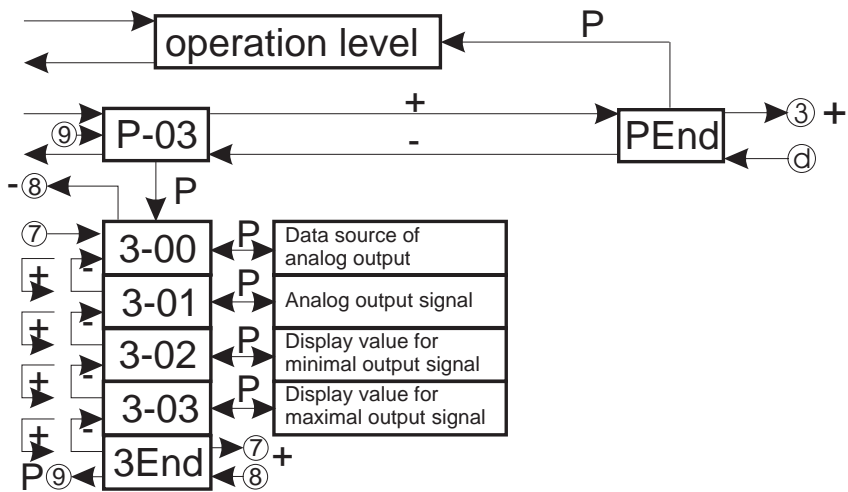 operation level
P
+
③ +
⑨
P-03
PEnd
-
ⓓ
- ⑧
P
⑦
3-00
P
Data source of
analog output
+
-
3-01
P
Analog output signal
+
-
3-02
P
Display value for
minimal output signal
+
-
3-03
P
Display value for
maximal output signal
+
-
3End
⑦ +
P⑨
⑧